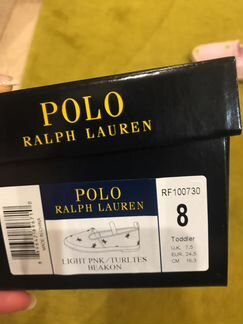 POLO
RALPH LAUREN
POLO
RALPH LAUREN
LIGHT PNK/TURLTES
BEAKON
RF100730
8
Toddler
U.K. 7,5
EUR. 24,5
CM 16,3